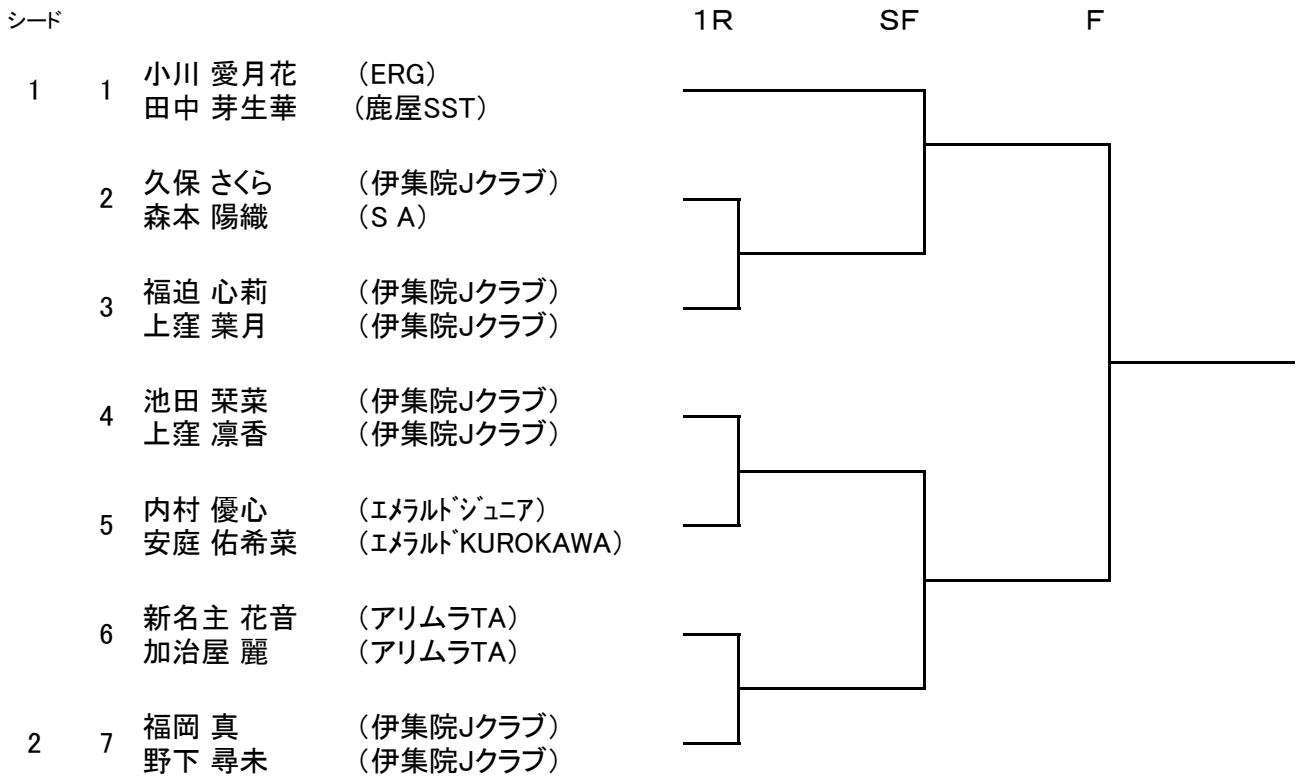 シード 1R SF F
小川 愛月花 (ERG)
1 1
田中 芽生華 (鹿屋SST)
久保 さくら (伊集院Jクラブ)
2
森本 陽織 (S A)
福迫 心莉 (伊集院Jクラブ)
3
上窪 葉月 (伊集院Jクラブ)
池田 栞菜 (伊集院Jクラブ)
4
上窪 凛香 (伊集院Jクラブ)
内村 優心 (エメラルドジュニア)
5
安庭 佑希菜 (エメラルドKUROKAWA)
新名主 花音 (アリムラTA)
6
加治屋 麗 (アリムラTA)
福岡 真 (伊集院Jクラブ)
2 7
野下 尋未 (伊集院Jクラブ)